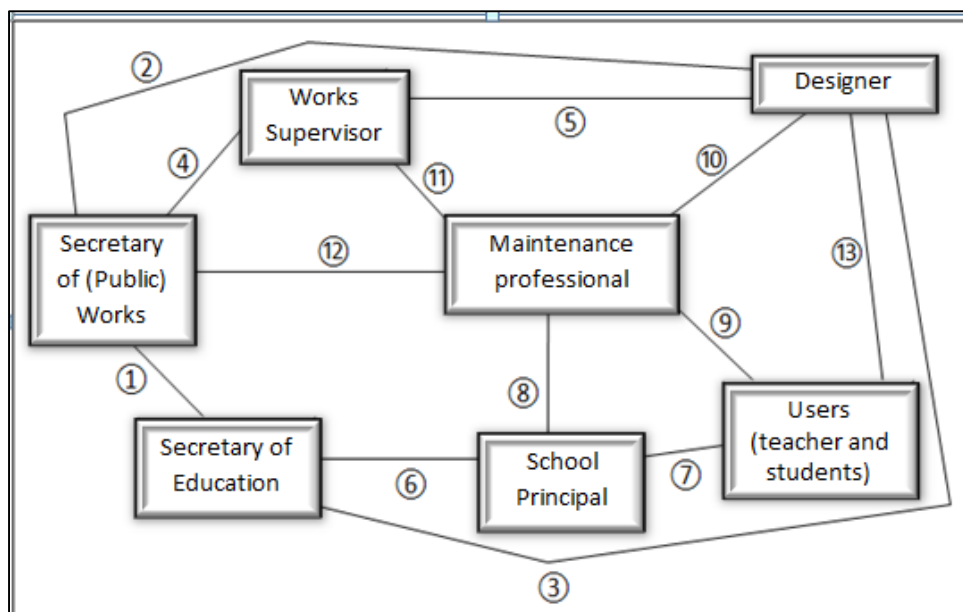 ②
Designer
Works
Supervisor
⑤
④
⑩
⑪
Secretary
of (Public)
Works
⑫
Maintenance
professional
⑬
⑨
①
⑧
Users
(teacher and
students)
Secretary of
Education
⑥
School
Principal
⑦
③